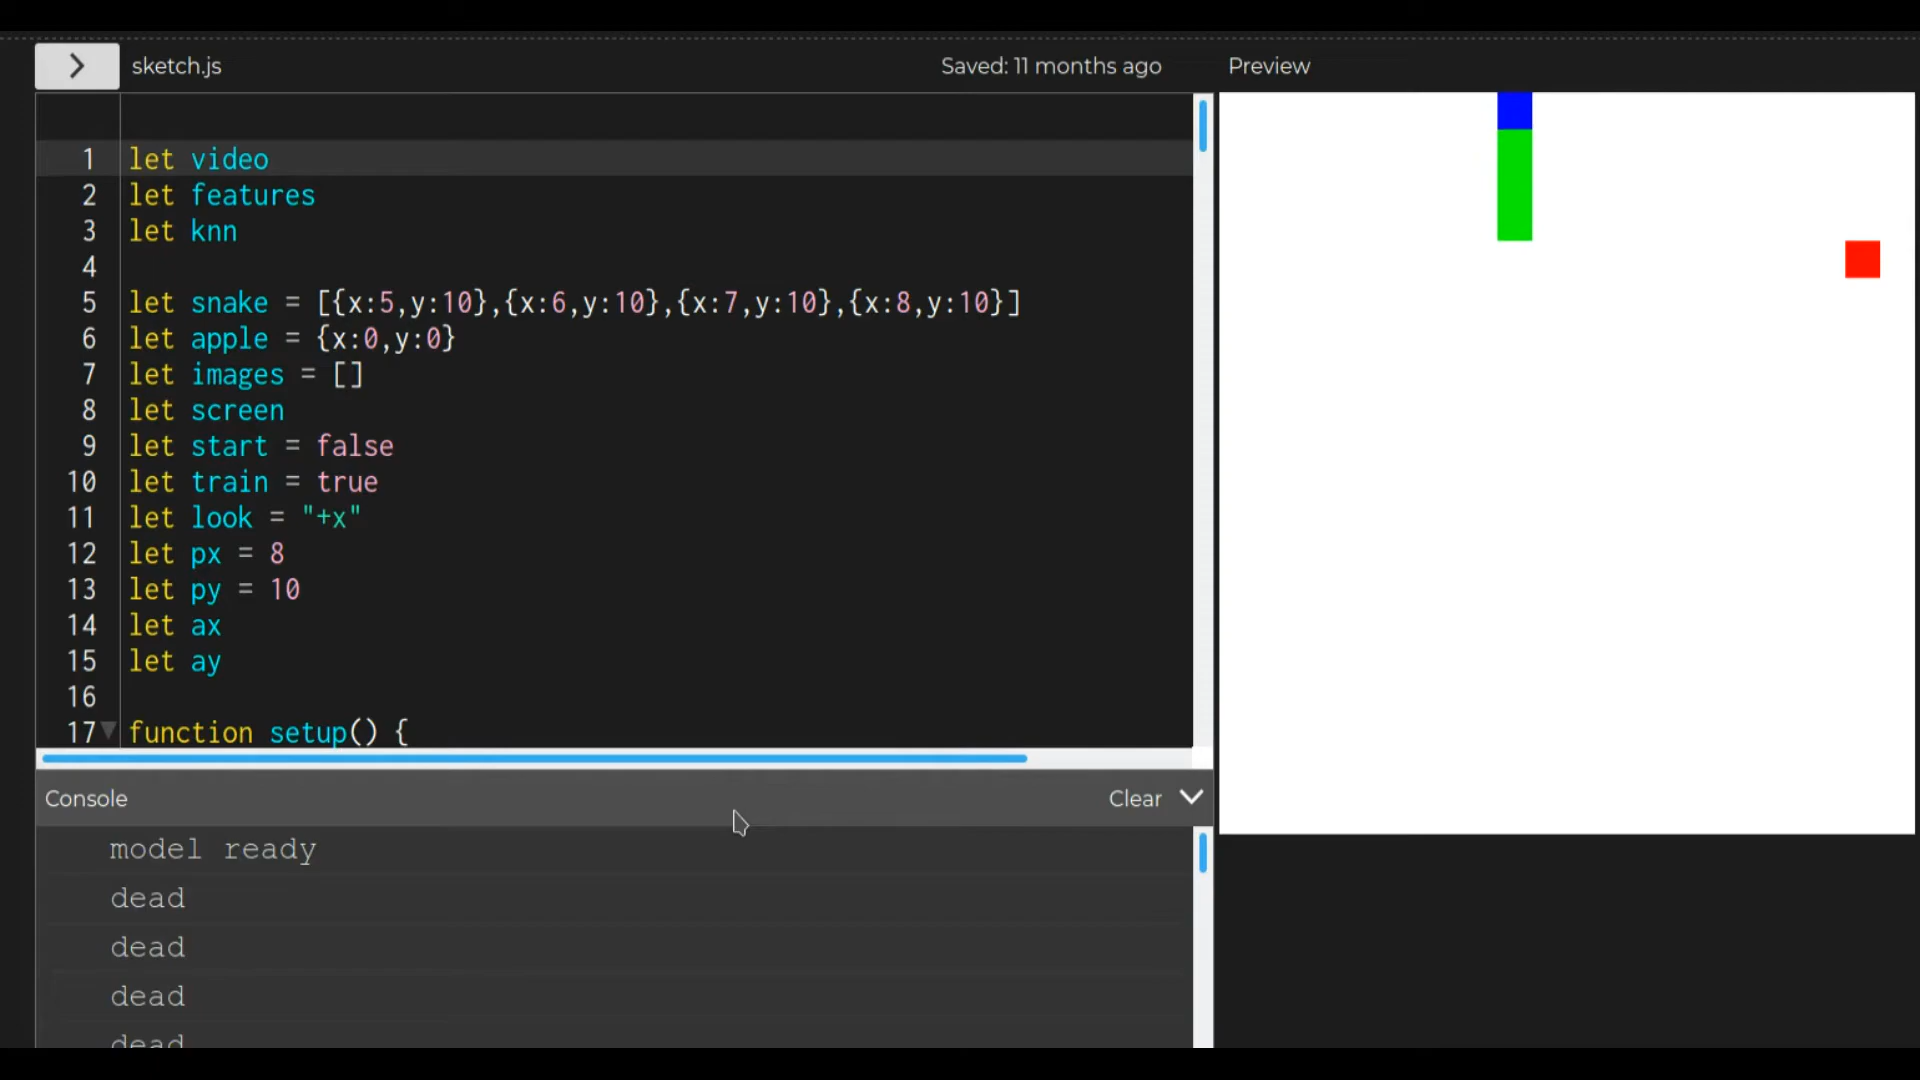 sketch.js
Saved: 11 months ago
Preview
1 let video
2 let features
3 let knn
4
5 let snake = [{x:5,y:10},{x:6,y:10},{x:7,y:10},{x:8,y:10}]
6 let apple = {x:0,y:0}
7 let images = []
8 let screen
9 let start = false
10 let train = true
11 let look = "+x"
12 let px = 8
13 let py = 10
14 let ax
15 let ay
16
17 function setup() {
Console
Clear
model ready
dead
dead
dead
dead